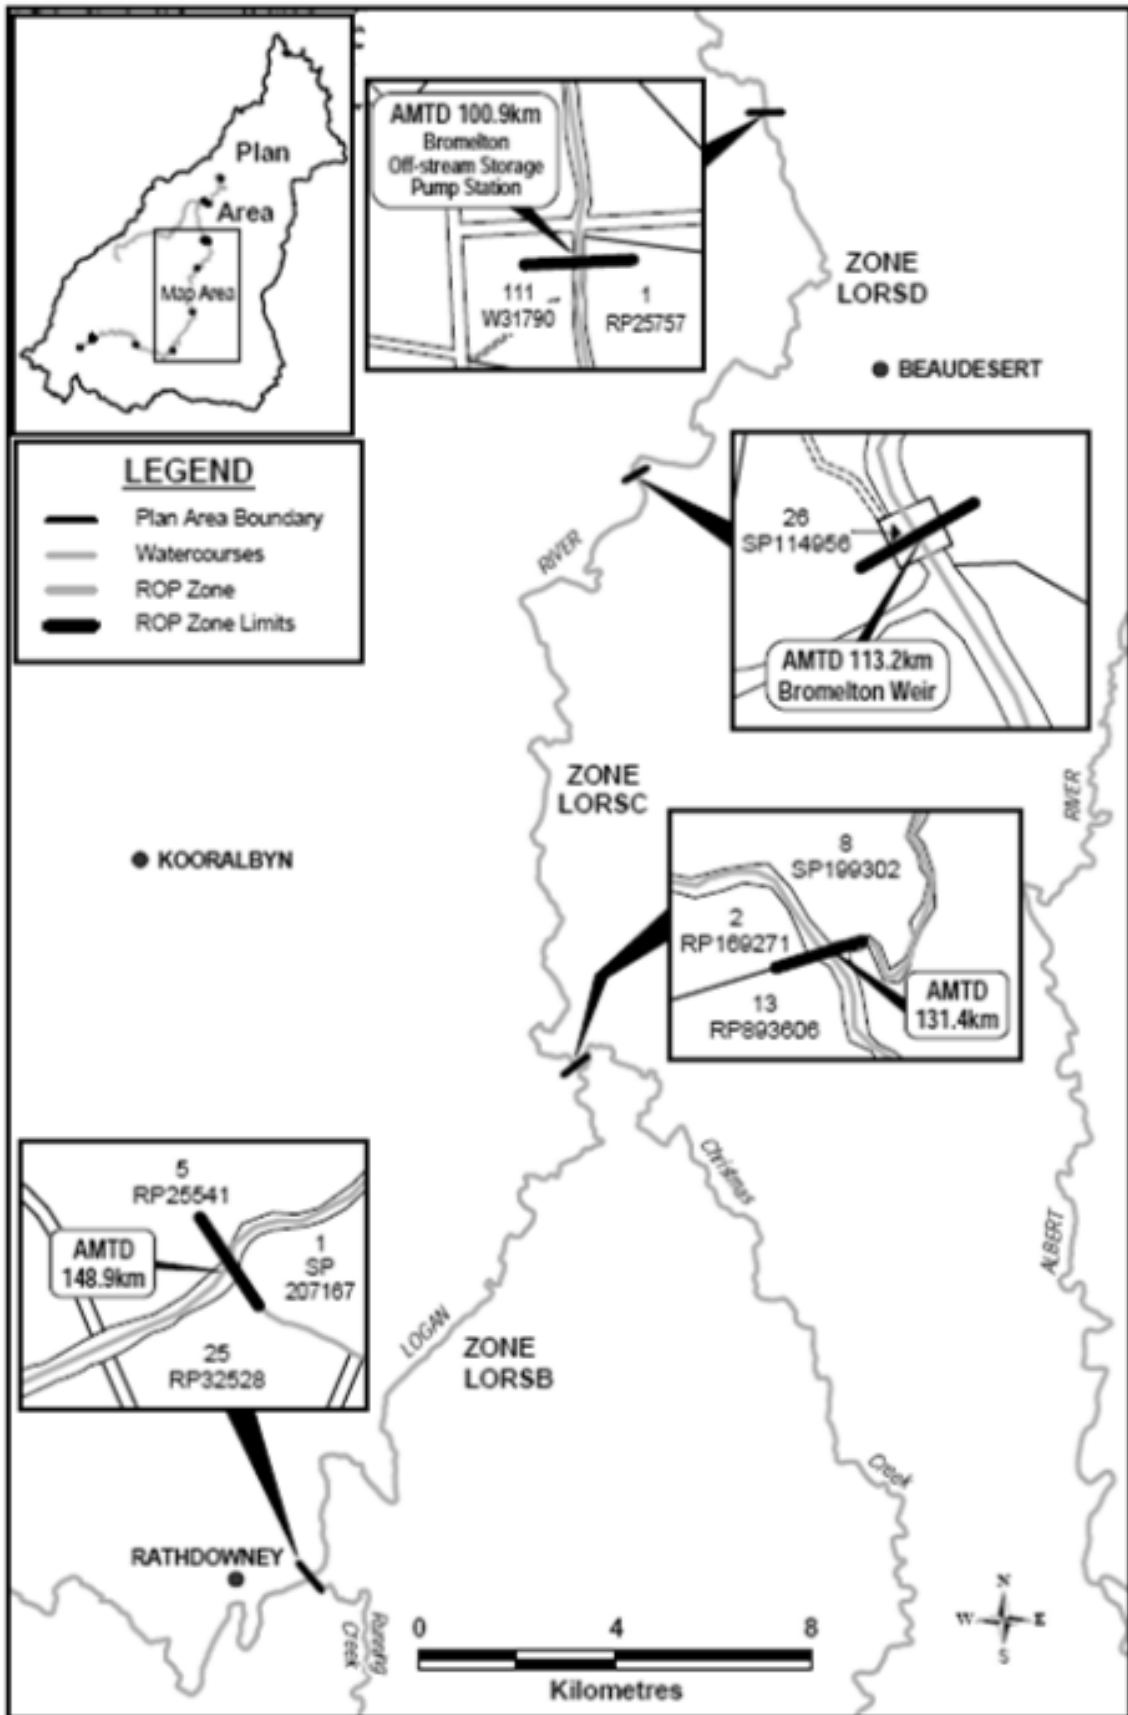 Plan
Area
Map Area
LEGEND
Plan Area Boundary
Watercourses
ROP Zone
ROP Zone Limits
AMTD 100.9km
Bromelton
Off-stream Storage
Pump Station
111
W31790
1
RP25757
ZONE
LORSD
BEAUDESERT
26
SP114956
AMTD 113.2km
Bromelton Weir
RIVER
ZONE
LORSC
RIVER
KOORALBYN
8
SP199302
2
RP169271
13
RP893606
AMTD
131.4km
Christmas
ALBERT
5
RP25541
AMTD
148.9km
1
SP
207167
25
RP32528
LOGAN
ZONE
LORSB
Creek
RATHDOWNEY
Running
Creek
N
W E
S
0 4 8
Kilometres